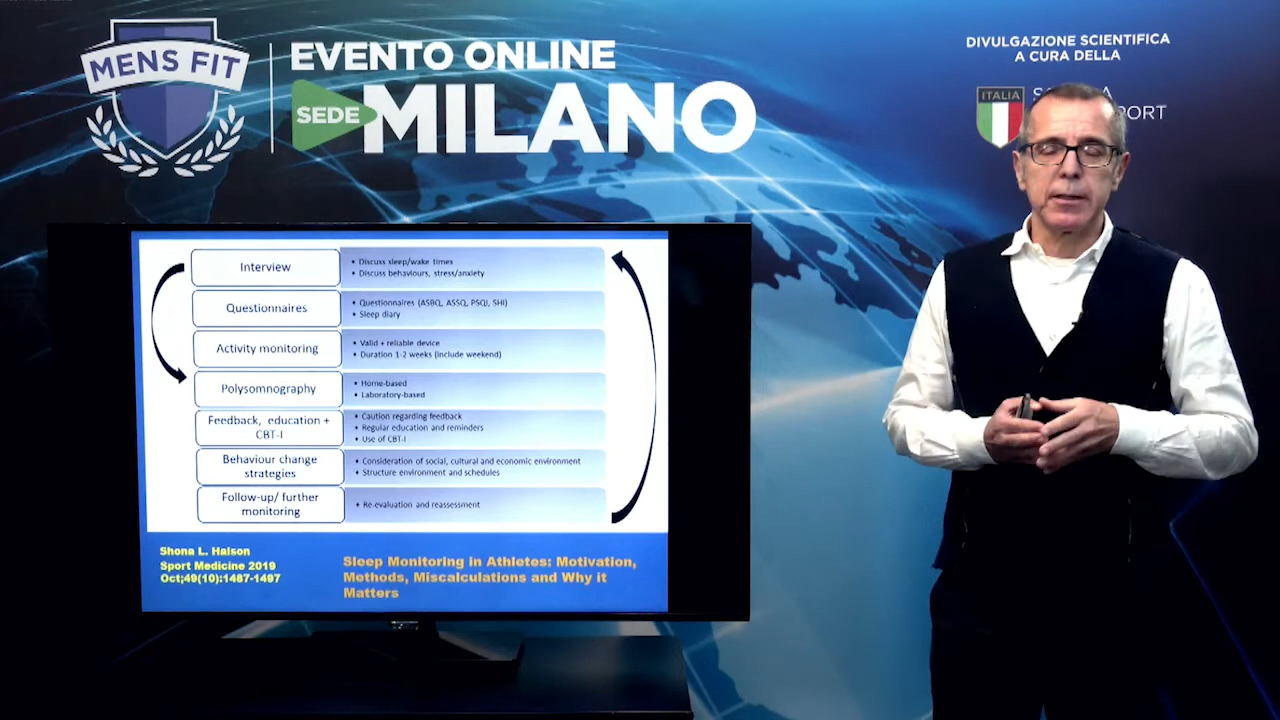 MENS FIT
EVENTO ONLINE
SEDE
MILANO
DIVULGAZIONE SCIENTIFICA
A CURA DELLA
ITALIA
PORT
Interview
• Discuss sleep/wake times
• Discuss behaviours, stress/anxiety
Questionnaires
• Questionnaires (ASBQ, ASSQ, PSQI, SHI)
• Sleep diary
Activity monitoring
• Valid + reliable device
• Duration 1-2 weeks (include weekend)
Polysomnography
• Home-based
• Laboratory-based
Feedback, education +
CBT-I
• Caution regarding feedback
• Regular education and reminders
• Use of CBT-I
Behaviour change
strategies
• Consideration of social, cultural and economic environment
• Structure environment and schedules
Follow-up/ further
monitoring
• Re-evaluation and reassessment
Shona L. Halson
Sport Medicine 2019
Oct;49(10):1487-1497
Sleep Monitoring in Athletes: Motivation,
Methods, Miscalculations and Why it
Matters